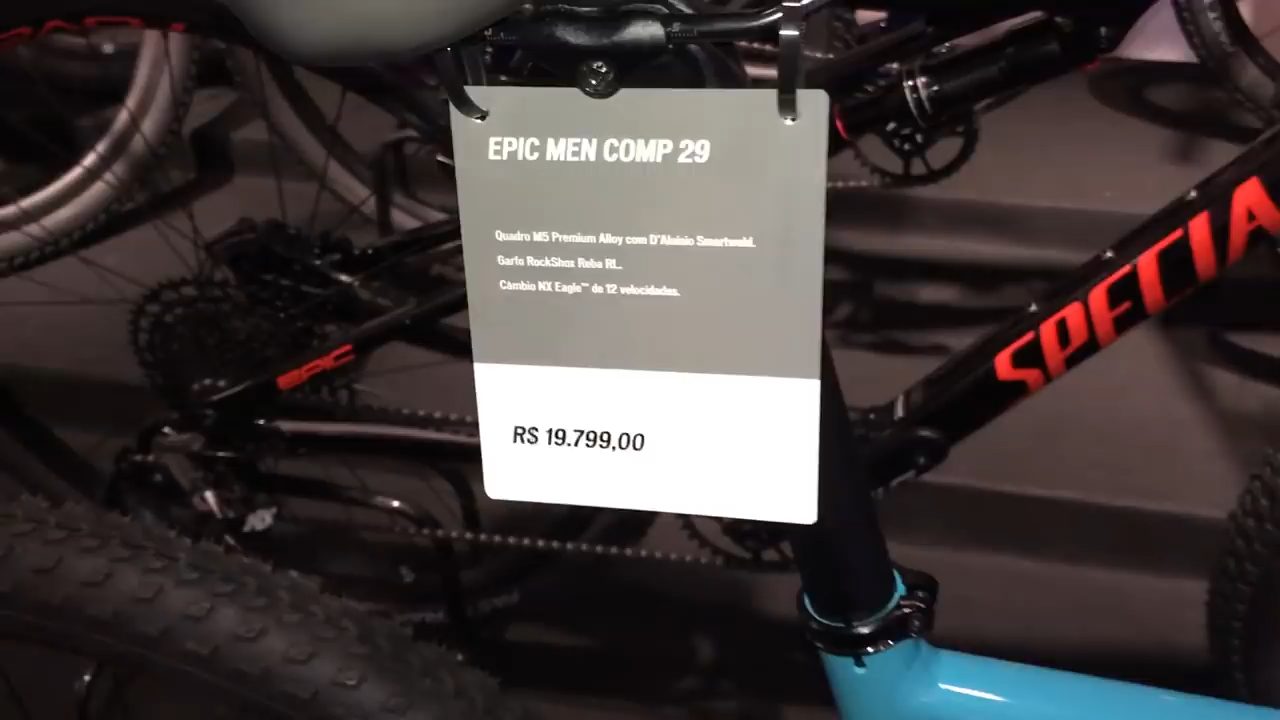 EPIC MEN COMP 29
Quadro M5 Premium Alloy com D'Aluisio Smartweld.
Garfo RockShox Reba RL.
Câmbio NX Eagle™ de 12 velocidades.
R$ 19.799,00
EPIC
SPECIA